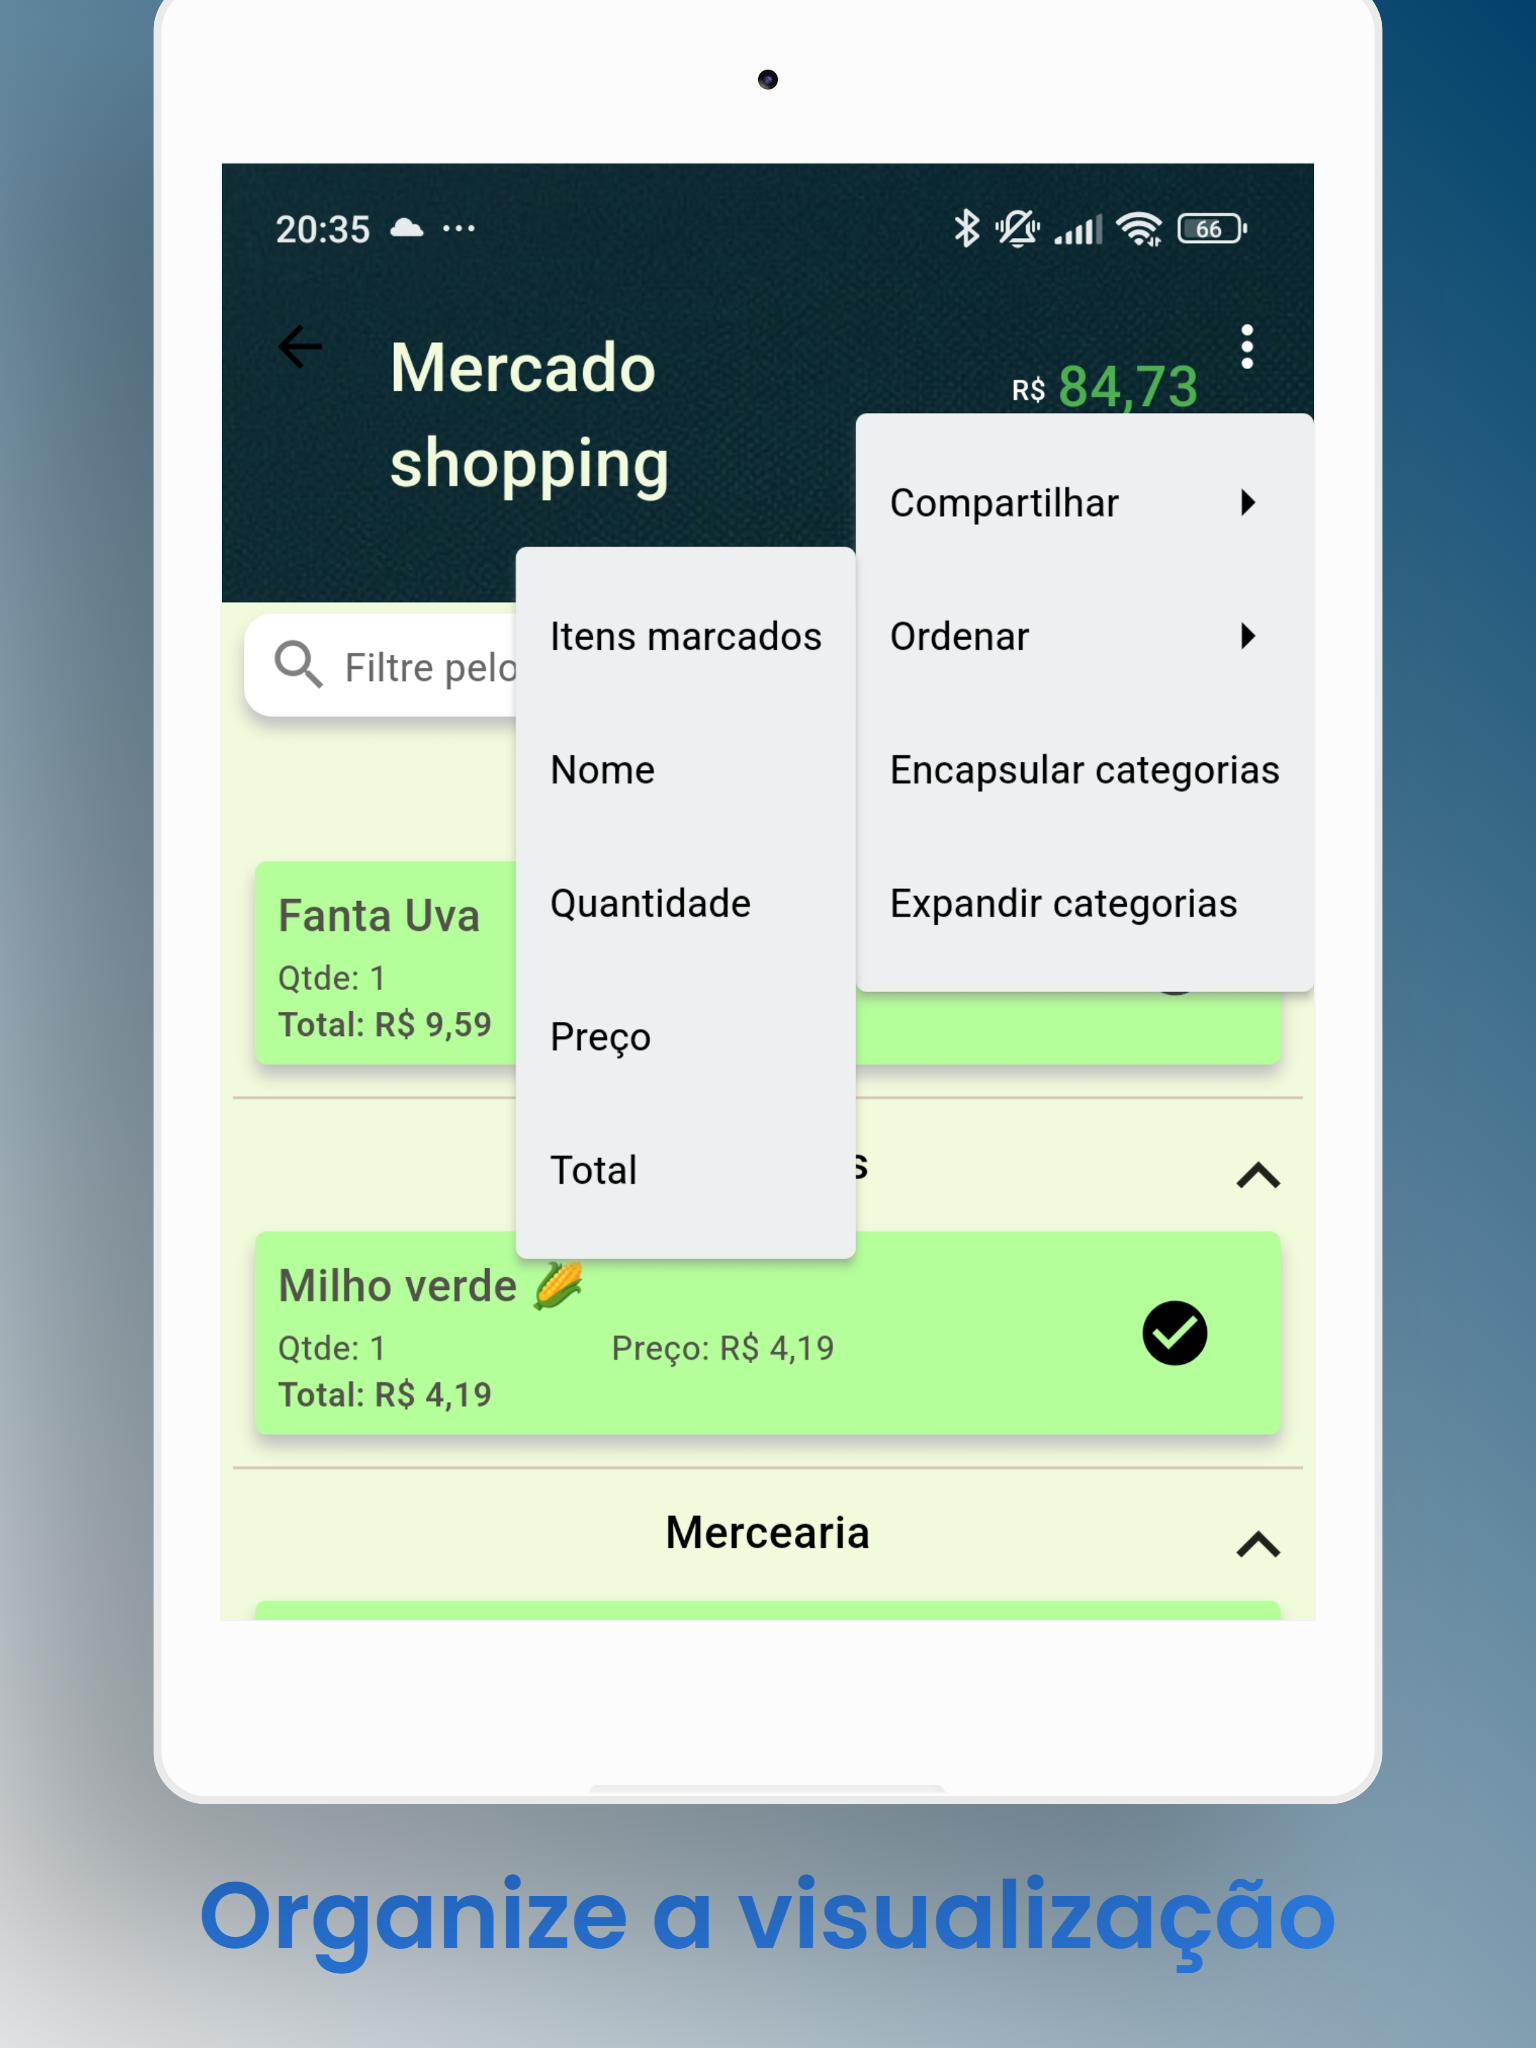 20:35
66
Mercado
shopping
R$ 84,73
Compartilhar
Ordenar
Encapsular categorias
Expandir categorias
Itens marcados
Nome
Quantidade
Preço
Total
Filtre pelo
Fanta Uva
Qtde: 1
Total: R$ 9,59
s
Milho verde 🌽
Qtde: 1 Preço: R$ 4,19
Total: R$ 4,19
Mercearia
Organize a visualização